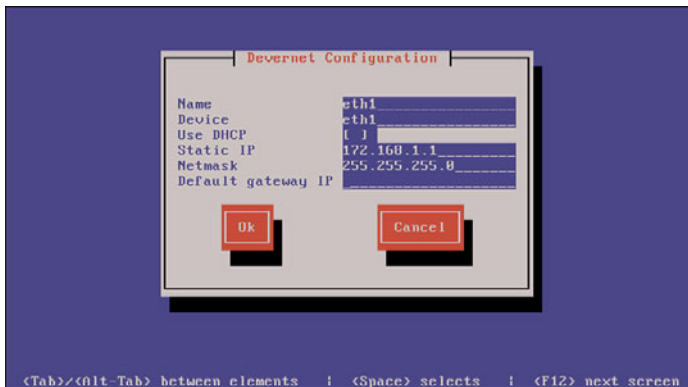 Devernet Configuration
Name eth1
Device eth1
Use DHCP [ ]
Static IP 172.168.1.1
Netmask 255.255.255.0
Default gateway IP
Ok Cancel
<Tab>/<Alt-Tab> between elements | <Space> selects | <F12> next screen